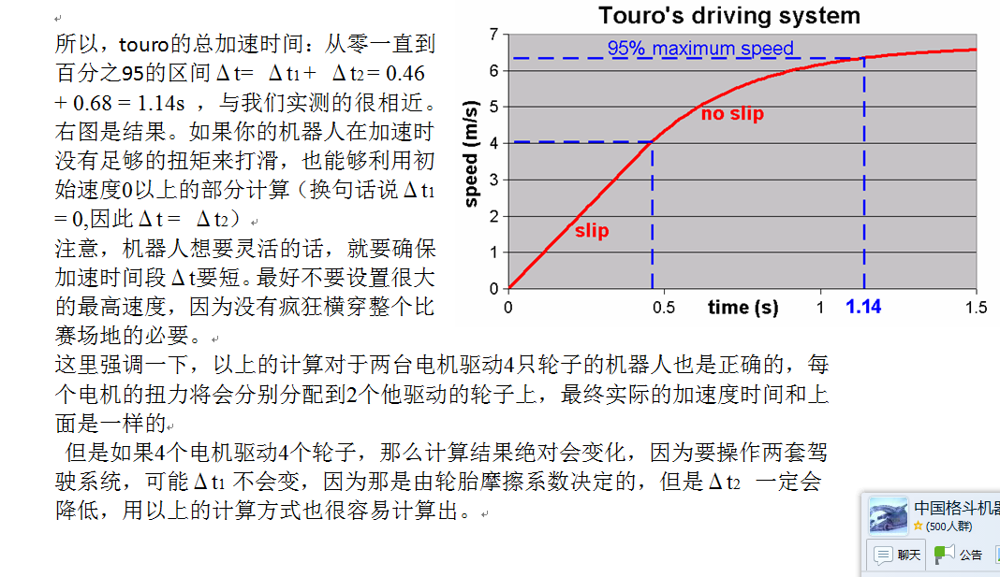 所以，touro的总加速时间：从零一直到
百分之95的区间Δt= Δt1+ Δt2= 0.46
+ 0.68 = 1.14s ，与我们实测的很相近。
右图是结果。如果你的机器人在加速时
没有足够的扭矩来打滑，也能够利用初
始速度0以上的部分计算（换句话说Δt1
= 0,因此Δt= Δt2）
注意，机器人想要灵活的话，就要确保
加速时间段Δt要短。最好不要设置很大
的最高速度，因为没有疯狂横穿整个比
赛场地的必要。
Touro's driving system
speed (m/s)
7
6
5
4
3
2
1
0
95% maximum speed
no slip
slip
0
0.5
time (s)
1
1.14
1.5
这里强调一下，以上的计算对于两台电机驱动4只轮子的机器人也是正确的，每
个电机的扭力将会分别分配到2个他驱动的轮子上，最终实际的加速度时间和上
面是一样的
但是如果4个电机驱动4个轮子，那么计算结果绝对会变化，因为要操作两套驾
驶系统，可能Δt1 不会变，因为那是由轮胎摩擦系数决定的，但是Δt2 一定会
降低，用以上的计算方式也很容易计算出。
中国格斗机器
(500人群)
聊天
公告